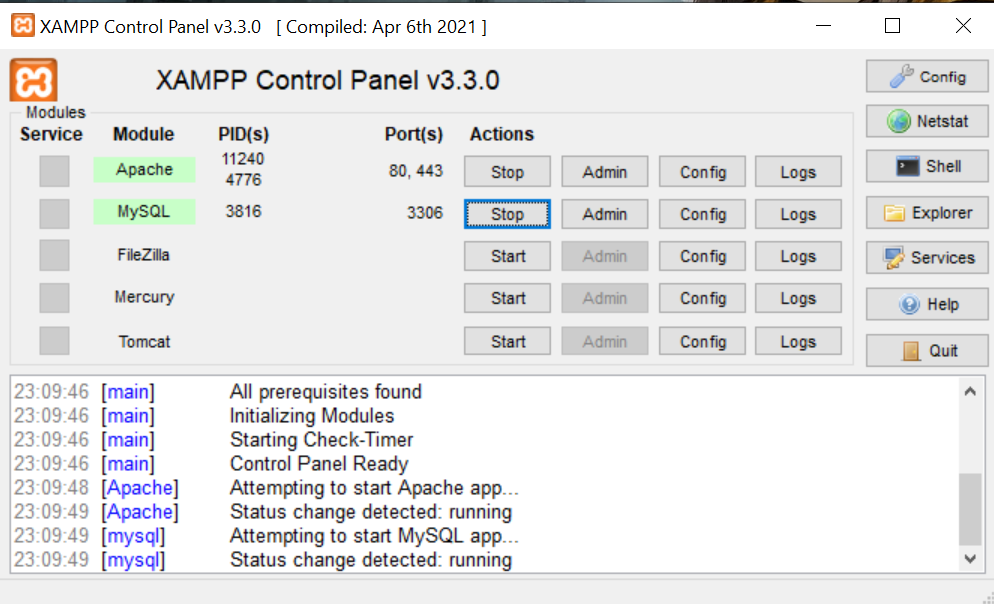 XAMPP Control Panel v3.3.0 [ Compiled: Apr 6th 2021 ]
XAMPP Control Panel v3.3.0
Config
Modules
Service Module PID(s) Port(s) Actions
Netstat
Apache 11240 4776 80, 443 Stop Admin Config Logs
Shell
MySQL 3816 3306 Stop Admin Config Logs
Explorer
FileZilla Start Admin Config Logs
Services
Mercury Start Admin Config Logs
Help
Tomcat Start Admin Config Logs
Quit
23:09:46 [main] All prerequisites found
23:09:46 [main] Initializing Modules
23:09:46 [main] Starting Check-Timer
23:09:46 [main] Control Panel Ready
23:09:48 [Apache] Attempting to start Apache app...
23:09:49 [Apache] Status change detected: running
23:09:49 [mysql] Attempting to start MySQL app...
23:09:49 [mysql] Status change detected: running